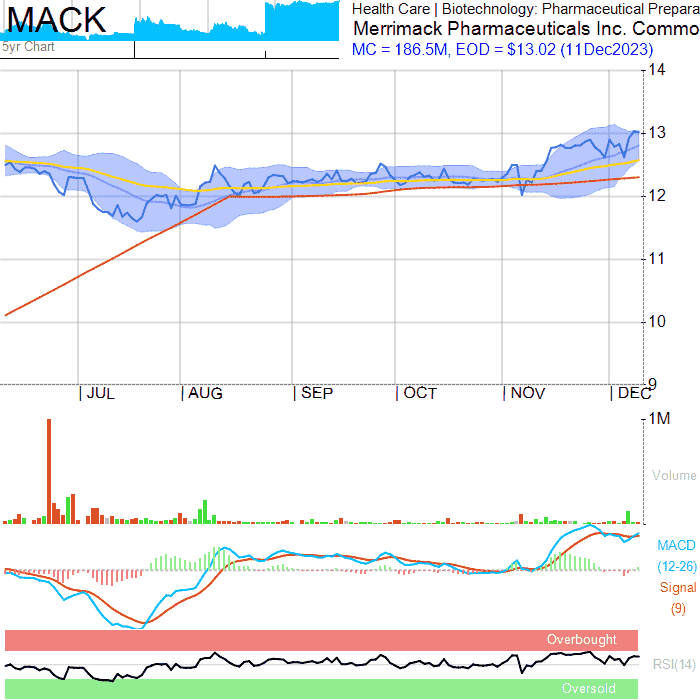 MACK
5yr Chart
Health Care | Biotechnology: Pharmaceutical Prepara
Merrimack Pharmaceuticals Inc. Commo
MC = 186.5M, EOD = $13.02 (11Dec2023)
14
13
12
11
10
9
| JUL | AUG | SEP | OCT | NOV | DEC
1M
Volume
MACD
(12-26)
Signal
(9)
Overbought
RSI(14)
Oversold